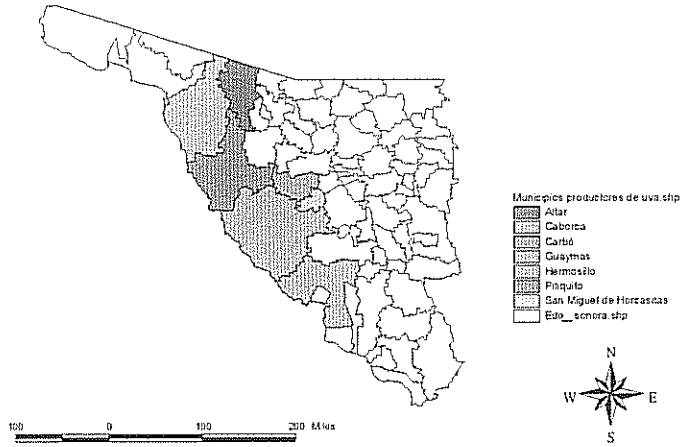 Municipios productores de uva.shp
Altar
Caborca
Carbó
Guaymas
Hermosillo
Pitiquito
San Miguel de Horcasitas
Edo_sonora.shp
N
W E
S
100 0 100 200 Miles